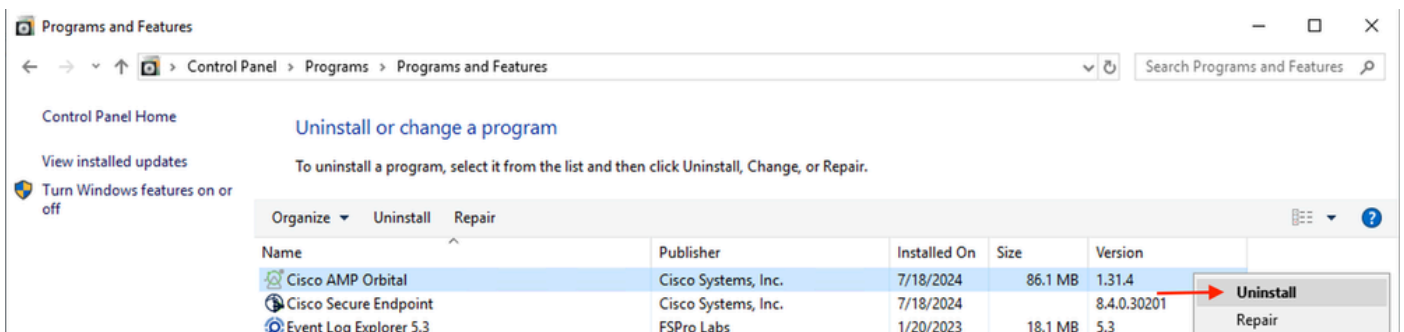 Programs and Features
Control Panel > Programs > Programs and Features
Search Programs and Features
Control Panel Home
View installed updates
Turn Windows features on or
off
Uninstall or change a program
To uninstall a program, select it from the list and then click Uninstall, Change, or Repair.
Organize Uninstall Repair
Name Publisher Installed On Size Version
Cisco AMP Orbital Cisco Systems, Inc. 7/18/2024 86.1 MB 1.31.4
Cisco Secure Endpoint Cisco Systems, Inc. 7/18/2024 8.4.0.30201
Event Log Explorer 5.3 FSPro Labs 1/20/2023 18.1 MB 5.3
Uninstall
Repair